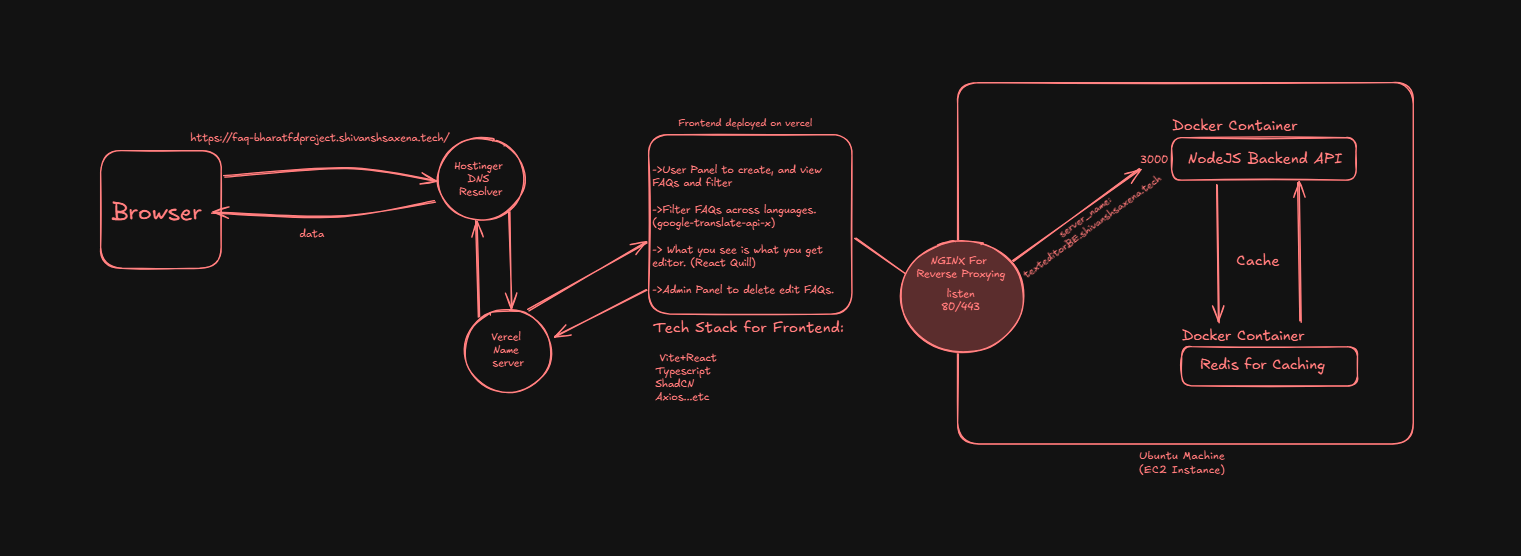 https://faq-bharatfdproject.shivanshsaxena.tech/
Browser
data
Hostinger
DNS
Resolver
Vercel
Name
server
Frontend deployed on vercel
->User Panel to create, and view
FAQs and filter
->Filter FAQs across languages.
(google-translate-api-x)
-> What you see is what you get
editor. (React Quill)
->Admin Panel to delete edit FAQs.
Tech Stack for Frontend:
Vite+React
Typescript
ShadCN
Axios...etc
NGINX For
Reverse Proxying
listen
80/443
server_name:
texteditorBE.shivanshsaxena.tech
3000
Docker Container
NodeJS Backend API
Cache
Docker Container
Redis for Caching
Ubuntu Machine
(EC2 Instance)